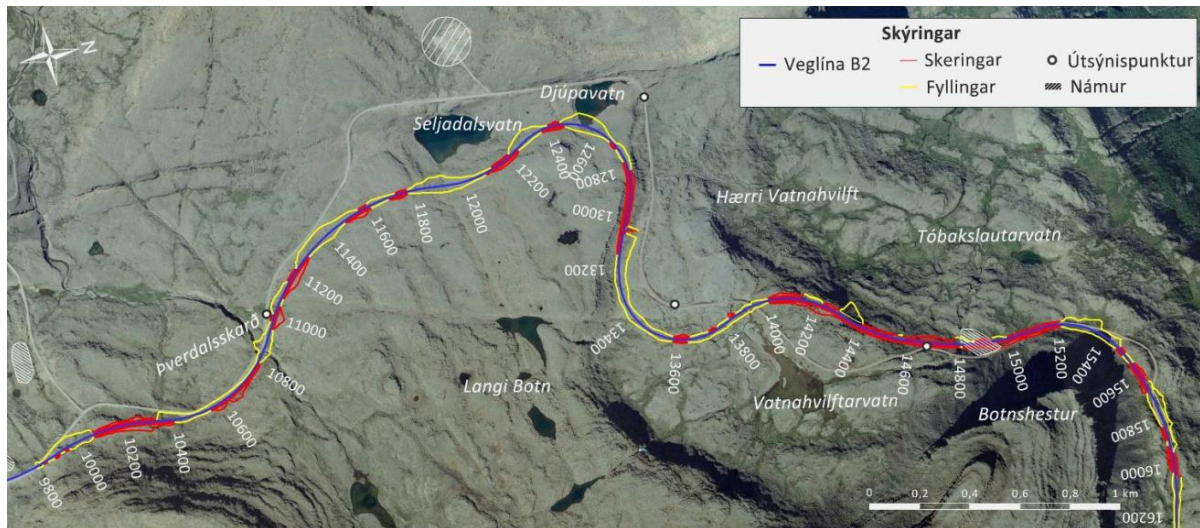 N
Skýringar
Veglína B2
Skeringar
Útsýnispunktur
Fyllingar
Námur
Djúpavatn
Seljadalsvatn
Hærri Vatnahvilft
Tóbakslautarvatn
Þverdalsskarð
Langi Botn
Vatnahvilftarvatn
Botnshestur
9800
10000
10200
10400
10600
10800
11000
11200
11400
11600
11800
12000
12200
12400
12600
12800
13000
13200
13400
13600
13800
14000
14200
14400
14600
14800
15000
15200
15400
15600
15800
16000
16200
0 0,2 0,4 0,6 0,8 1
km